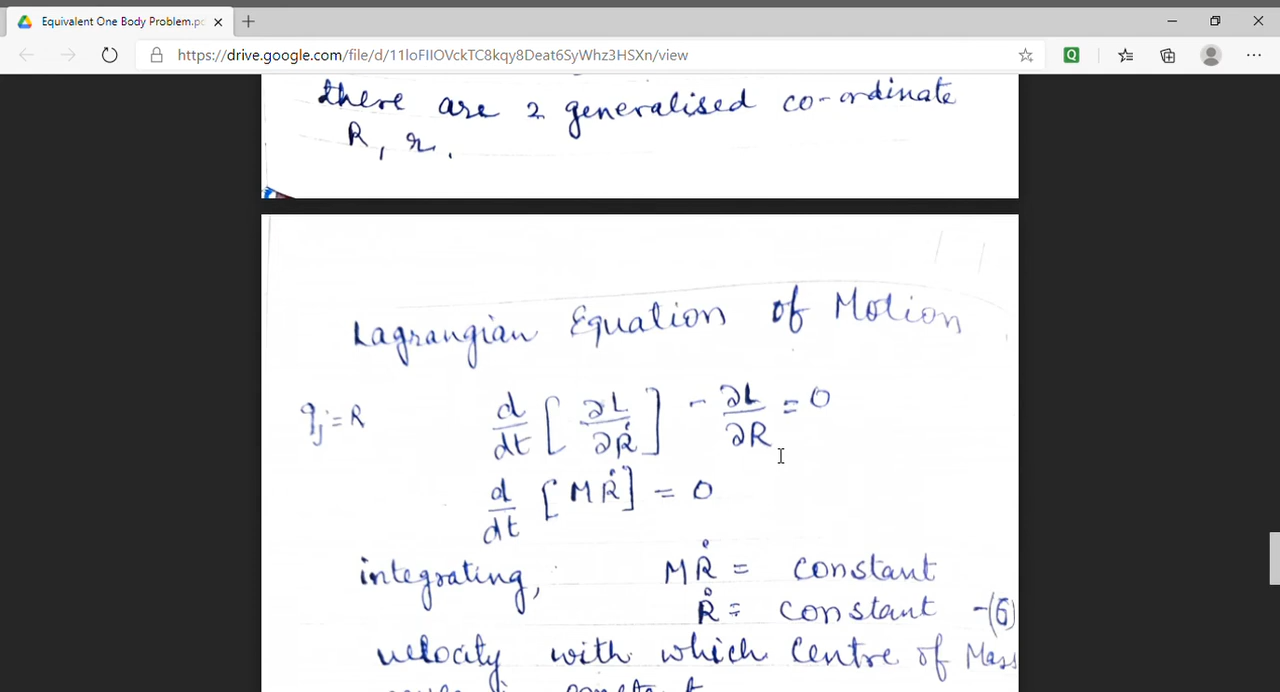 Equivalent One Body Problem.pd
https://drive.google.com/file/d/11loFIIOVckTC8kqy8Deat6SyWhz3HSXn/view
there are 2 generalised co-ordinate
R, r.
Lagrangian Equation of Motion
qj = R d/dt [∂L/∂Ṙ] - ∂L/∂R = 0
d/dt [MṘ] = 0
integrating, MṘ = constant
Ṙ = constant -(6)
velocity with which Centre of Mass